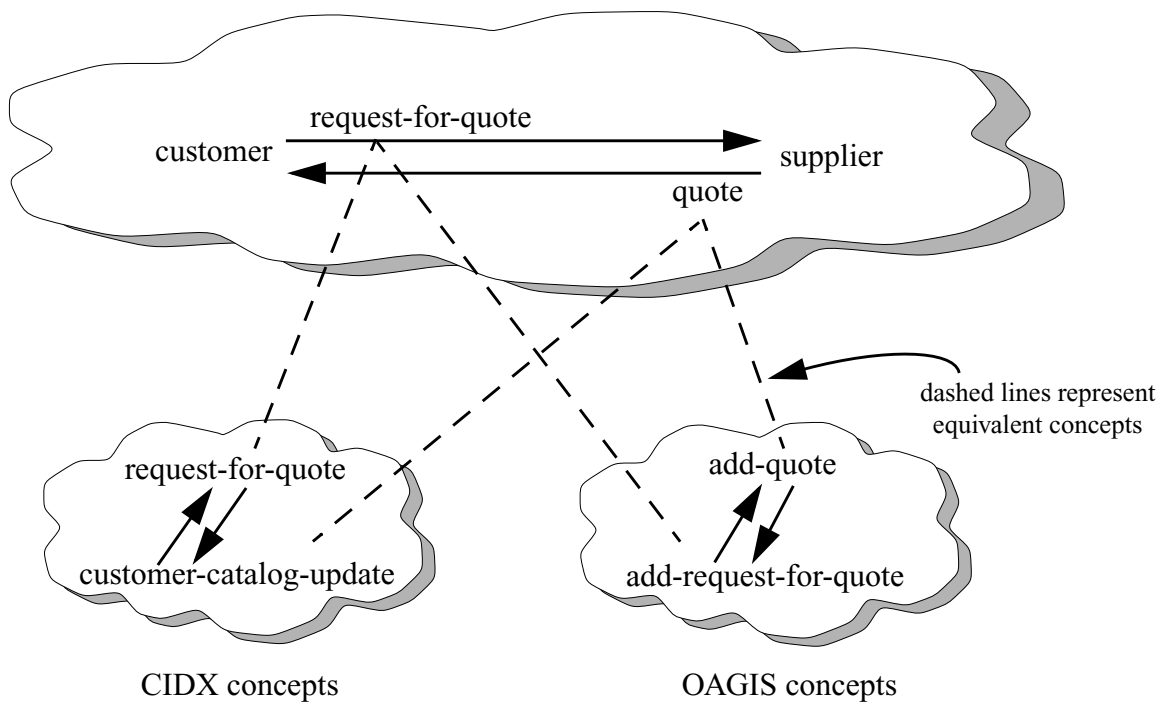 request-for-quote
customer
supplier
quote
dashed lines represent
equivalent concepts
request-for-quote
customer-catalog-update
add-quote
add-request-for-quote
CIDX concepts
OAGIS concepts